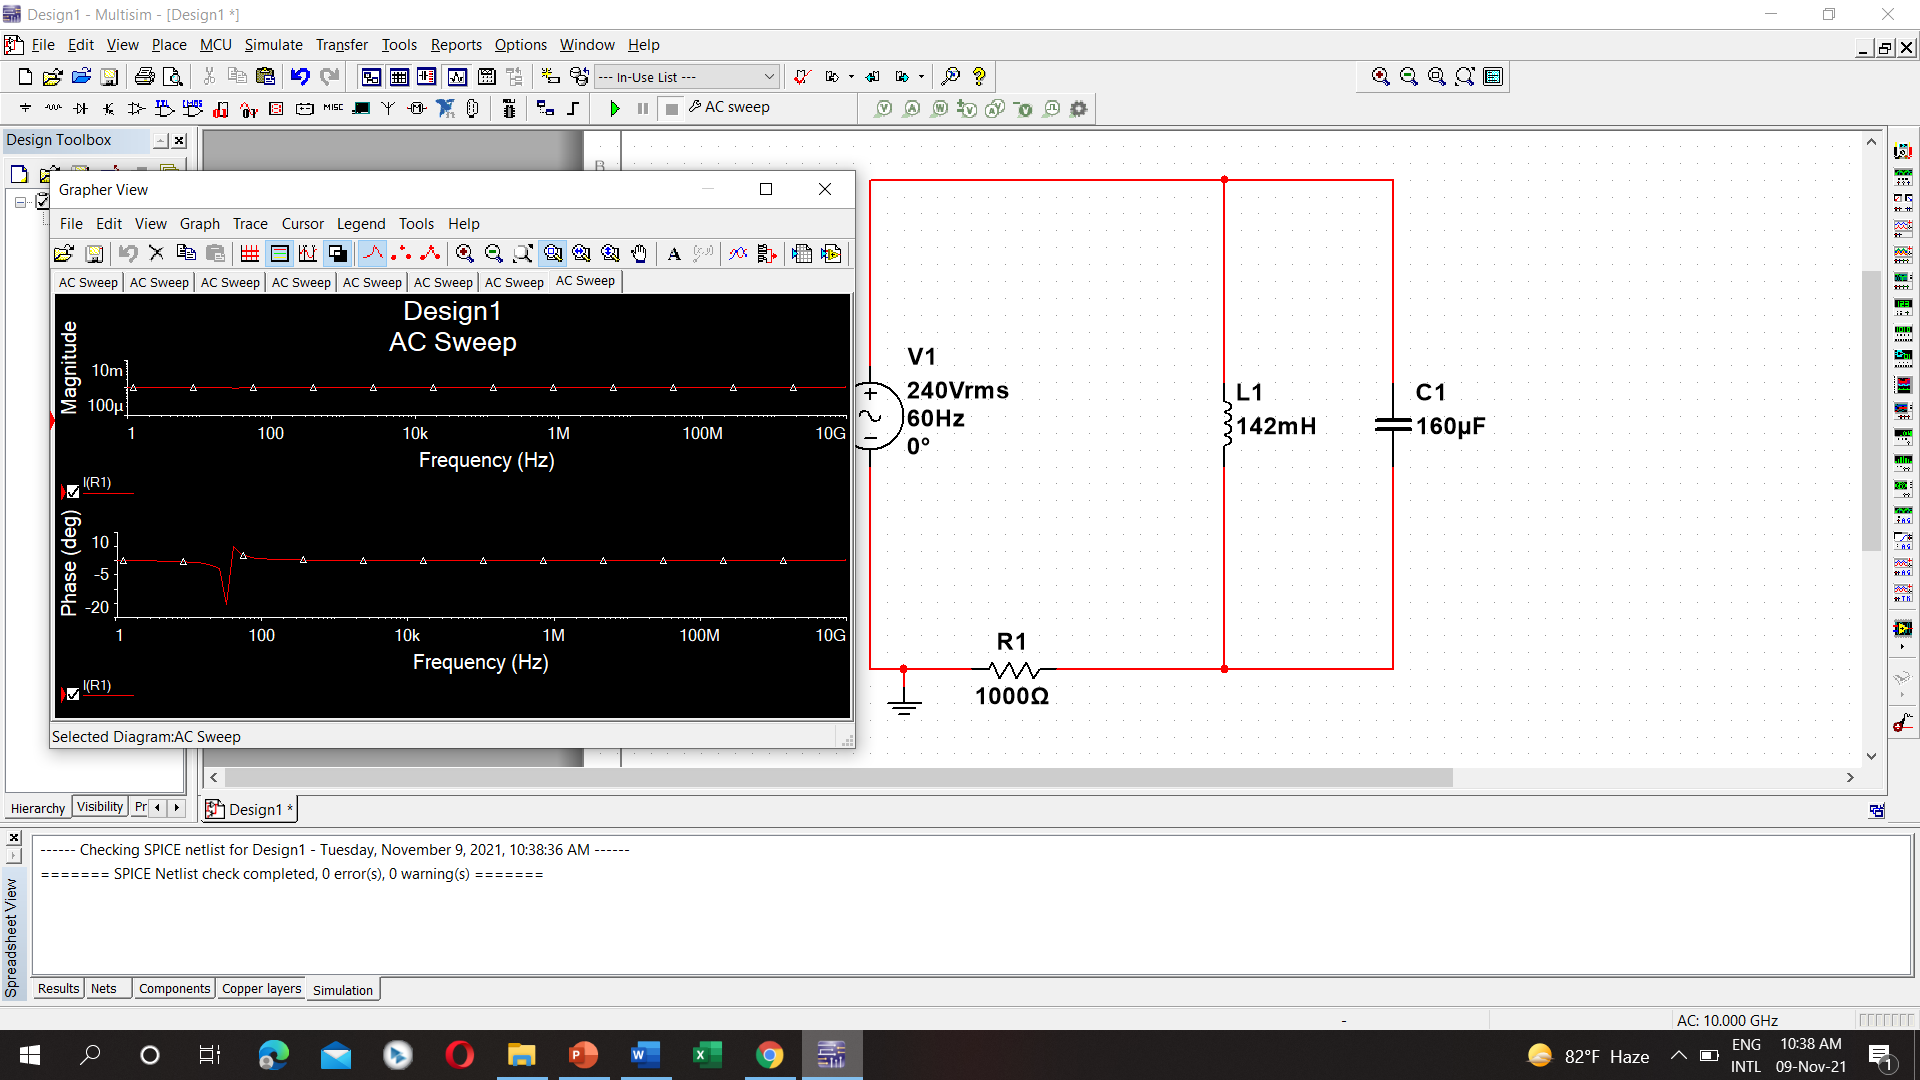 Design1 - Multisim - [Design1 *]
File Edit View Place MCU Simulate Transfer Tools Reports Options Window Help
--- In-Use List ---
MISC
AC sweep
Design Toolbox
B
Grapher View
File Edit View Graph Trace Cursor Legend Tools Help
AC Sweep AC Sweep AC Sweep AC Sweep AC Sweep AC Sweep AC Sweep AC Sweep
Design1
AC Sweep
Magnitude
10m
100µ
1 100 10k 1M 100M 10G
Frequency (Hz)
I(R1)
Phase (deg)
10
-5
-20
1 100 10k 1M 100M 10G
Frequency (Hz)
I(R1)
Selected Diagram:AC Sweep
V1
240Vrms
60Hz
0°
L1
142mH
C1
160µF
R1
1000Ω
Hierarchy Visibility Pr
Design1 *
------ Checking SPICE netlist for Design1 - Tuesday, November 9, 2021, 10:38:36 AM ------
======= SPICE Netlist check completed, 0 error(s), 0 warning(s) =======
Spreadsheet View
Results Nets Components Copper layers Simulation
- AC: 10.000 GHz
82°F Haze
ENG
INTL
10:38 AM
09-Nov-21
1